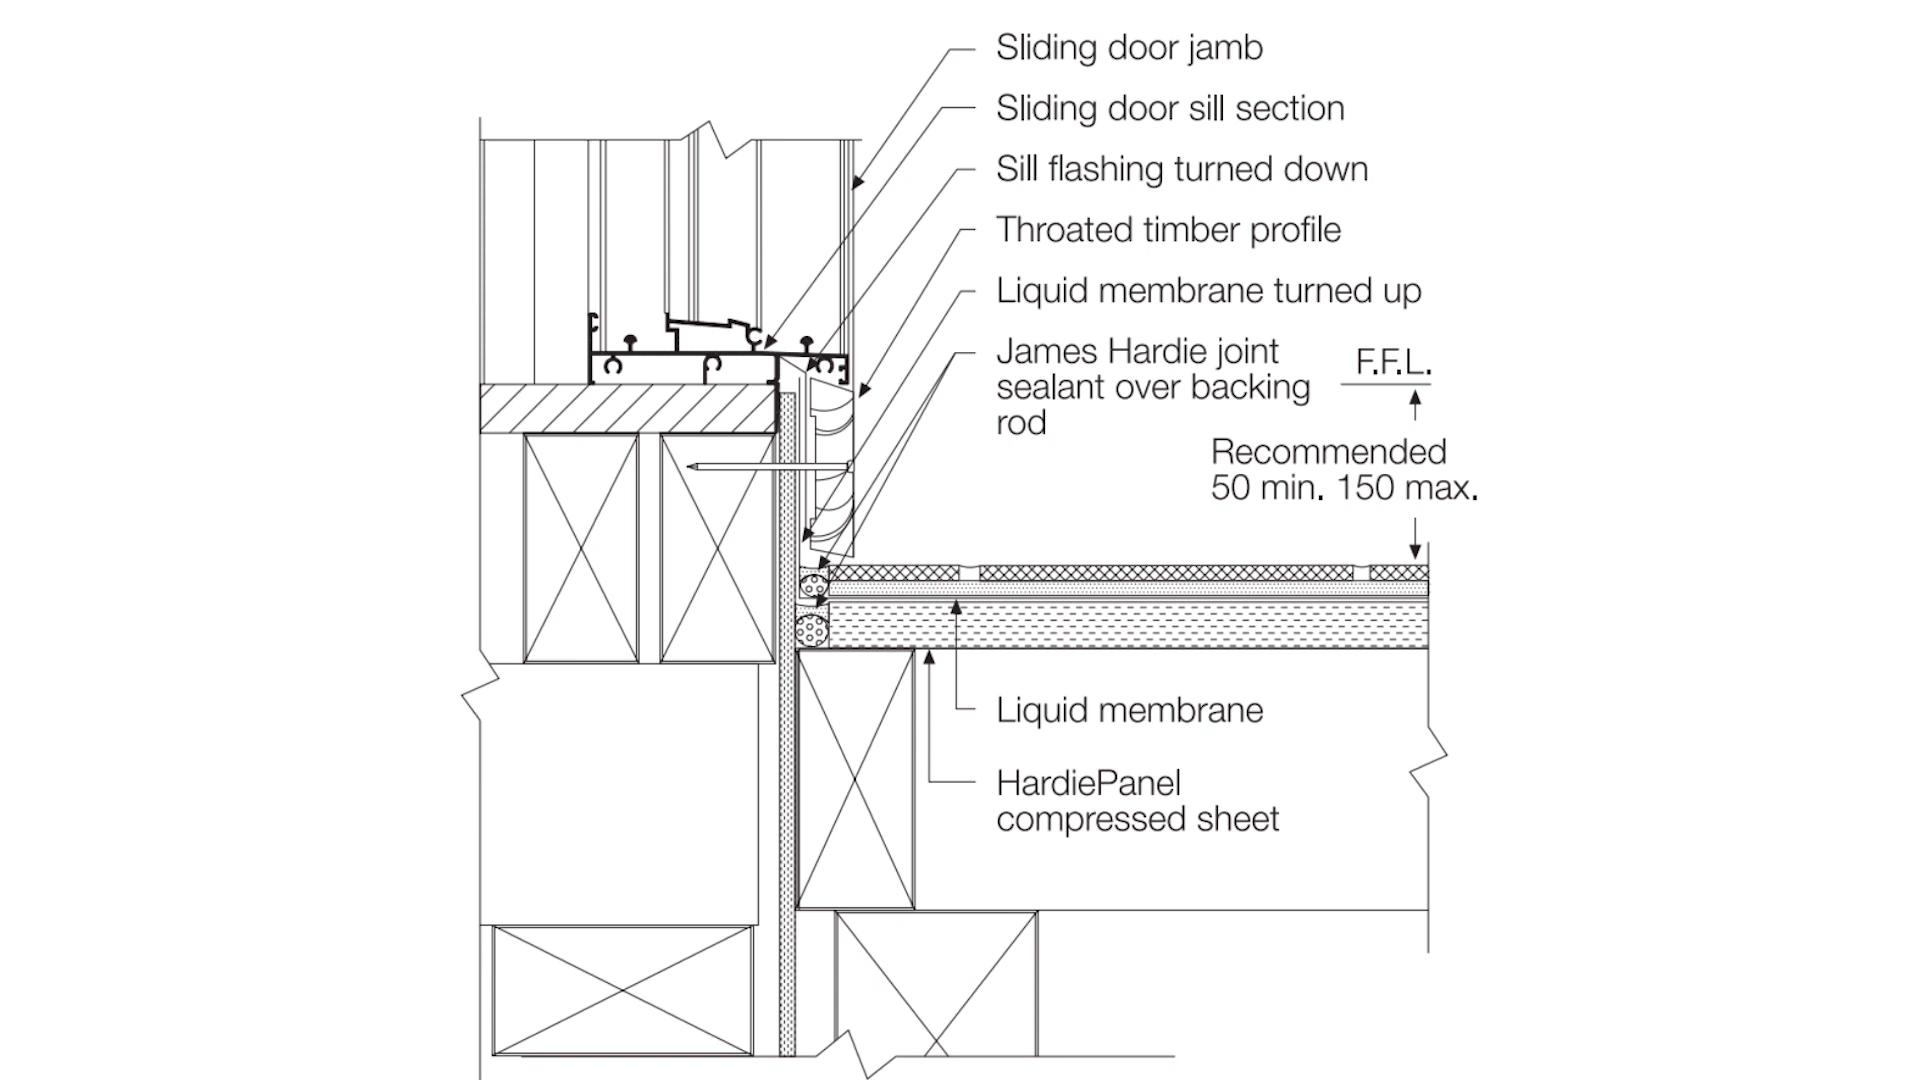 Sliding door jamb
Sliding door sill section
Sill flashing turned down
Throated timber profile
Liquid membrane turned up
James Hardie joint
sealant over backing
rod
F.F.L.
Recommended
50 min. 150 max.
Liquid membrane
HardiePanel
compressed sheet